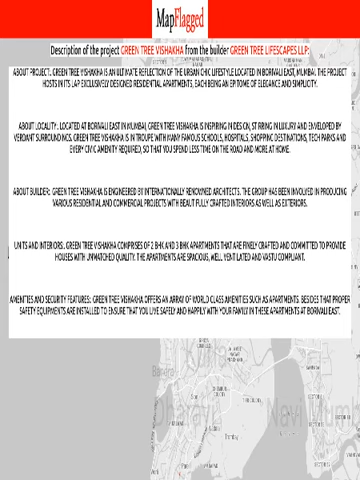 MapFlagged
Description of the project GREEN TREE VISHAKHA from the builder GREEN TREE LIFESCAPES LLP:
ABOUT PROJECT: GREEN TREE VISHAKHA IS AN ULTIMATE REFLECTION OF THE URBAN CHIC LIFESTYLE LOCATED IN BORIVALI EAST, MUMBAI. THE PROJECT
HOSTS IN ITS LAP EXCLUSIVELY DESIGNED RESIDENTIAL APARTMENTS, EACH BEING AN EPITOME OF ELEGANCE AND SIMPLICITY.
ABOUT LOCALITY: LOCATED AT BORIVALI EAST IN MUMBAI, GREEN TREE VISHAKHA IS INSPIRING IN DESIGN, STIRRING IN LUXURY AND ENVELOPED BY
VERDANT SURROUNDINGS. GREEN TREE VISHAKHA IS IN TROUPE WITH MANY FAMOUS SCHOOLS, HOSPITALS, SHOPPING DESTINATIONS, TECH PARKS AND
EVERY CIVIC AMENITY REQUIRED, SO THAT YOU SPEND LESS TIME ON THE ROAD AND MORE AT HOME.
ABOUT BUILDER: GREEN TREE VISHAKHA IS ENGINEERED BY INTERNATIONALLY RENOWNED ARCHITECTS. THE GROUP HAS BEEN INVOLVED IN PRODUCING
VARIOUS RESIDENTIAL AND COMMERCIAL PROJECTS WITH BEAUTIFULLY CRAFTED INTERIORS AS WELL AS EXTERIORS.
UNITS AND INTERIORS: GREEN TREE VISHAKHA COMPRISES OF 2 BHK AND 3 BHK APARTMENTS THAT ARE FINELY CRAFTED AND COMMITTED TO PROVIDE
HOUSES WITH UNMATCHED QUALITY. THE APARTMENTS ARE SPACIOUS, WELL VENTILATED AND VASTU COMPLIANT.
AMENITIES AND SECURITY FEATURES: GREEN TREE VISHAKHA OFFERS AN ARRAY OF WORLD CLASS AMENITIES SUCH AS APARTMENTS. BESIDES THAT PROPER
SAFETY EQUIPMENTS ARE INSTALLED TO ENSURE THAT YOU LIVE SAFELY AND HAPPILY WITH YOUR FAMILY IN THESE APARTMENTS AT BORIVALI EAST.
Dharavi
Navi Mumb